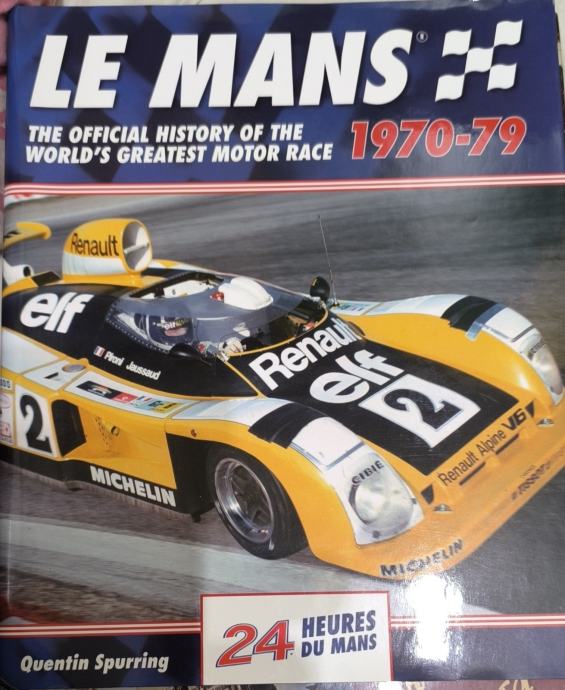 LE MANS®
THE OFFICIAL HISTORY OF THE
WORLD'S GREATEST MOTOR RACE
1970-79
Renault
elf
Pironi Jaussaud
Renault
elf
2
2
MICHELIN
CIBIE
Renault Alpine V6
MICHELIN
24 HEURES
DU MANS
Quentin Spurring